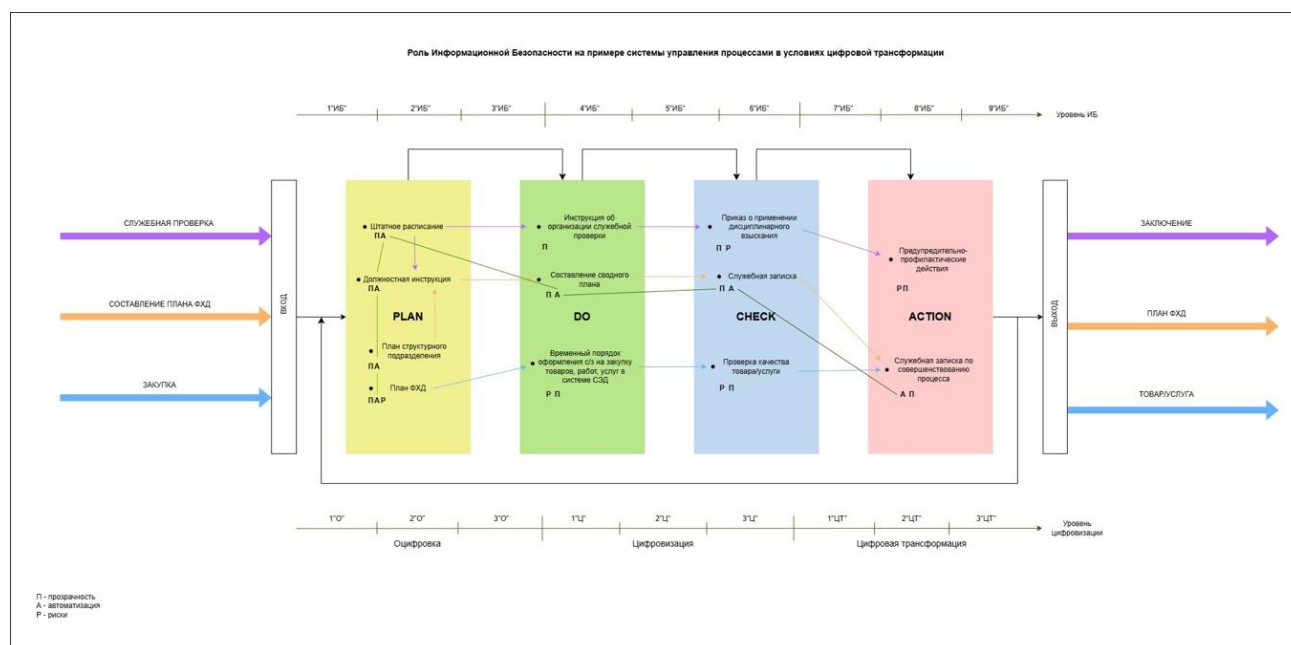 Роль Информационной Безопасности на примере системы управления процессами в условиях цифровой трансформации
1"ИБ" 2"ИБ" 3"ИБ" 4"ИБ" 5"ИБ" 6"ИБ" 7"ИБ" 8"ИБ" 9"ИБ"
Уровень ИБ
СЛУЖЕБНАЯ ПРОВЕРКА
СОСТАВЛЕНИЕ ПЛАНА ФХД
ЗАКУПКА
ВХОД
Штатное расписание
П А
Должностная инструкция
П А
PLAN
План структурного
подразделения
П А
План ФХД
П А Р
Инструкция об
организации служебной
проверки
П
Составление сводного
плана
П А
DO
Временный порядок
оформления с/з на закупку
товаров, работ, услуг в
системе СЭД
Р П
Приказ о применении
дисциплинарного
взыскания
П Р
Служебная записка
П А
CHECK
Проверка качества
товара/услуги
Р П
Предупредительно-
профилактические
действия
Р П
ACTION
Служебная записка по
совершенствованию
процесса
А П
ВЫХОД
ЗАКЛЮЧЕНИЕ
ПЛАН ФХД
ТОВАР/УСЛУГА
1"О" 2"О" 3"О" 1"Ц" 2"Ц" 3"Ц" 1"ЦТ" 2"ЦТ" 3"ЦТ"
Уровень
цифровизации
Оцифровка Цифровизация Цифровая трансформация
П - прозрачность
А - автоматизация
Р - риски